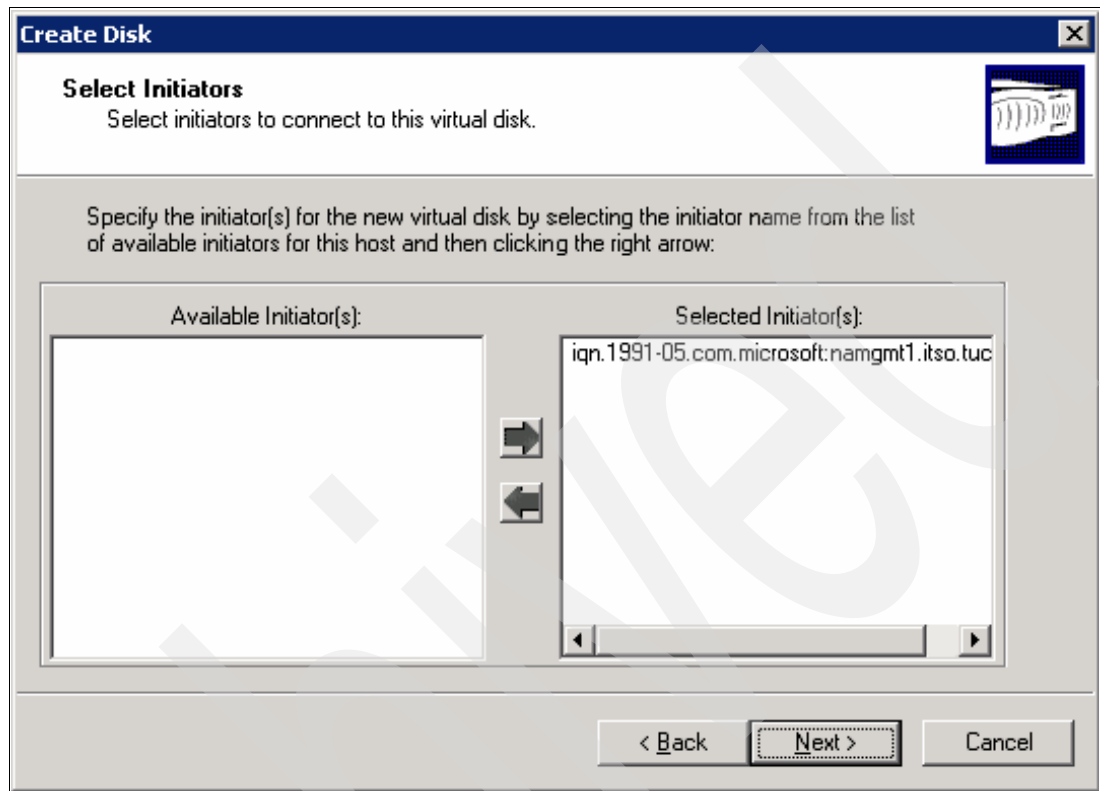 Create Disk
Select Initiators
Select initiators to connect to this virtual disk.
Specify the initiator(s) for the new virtual disk by selecting the initiator name from the list
of available initiators for this host and then clicking the right arrow:
Available Initiator(s):
Selected Initiator(s):
iqn.1991-05.com.microsoft:namgmt1.itso.tuc
< Back
Next >
Cancel